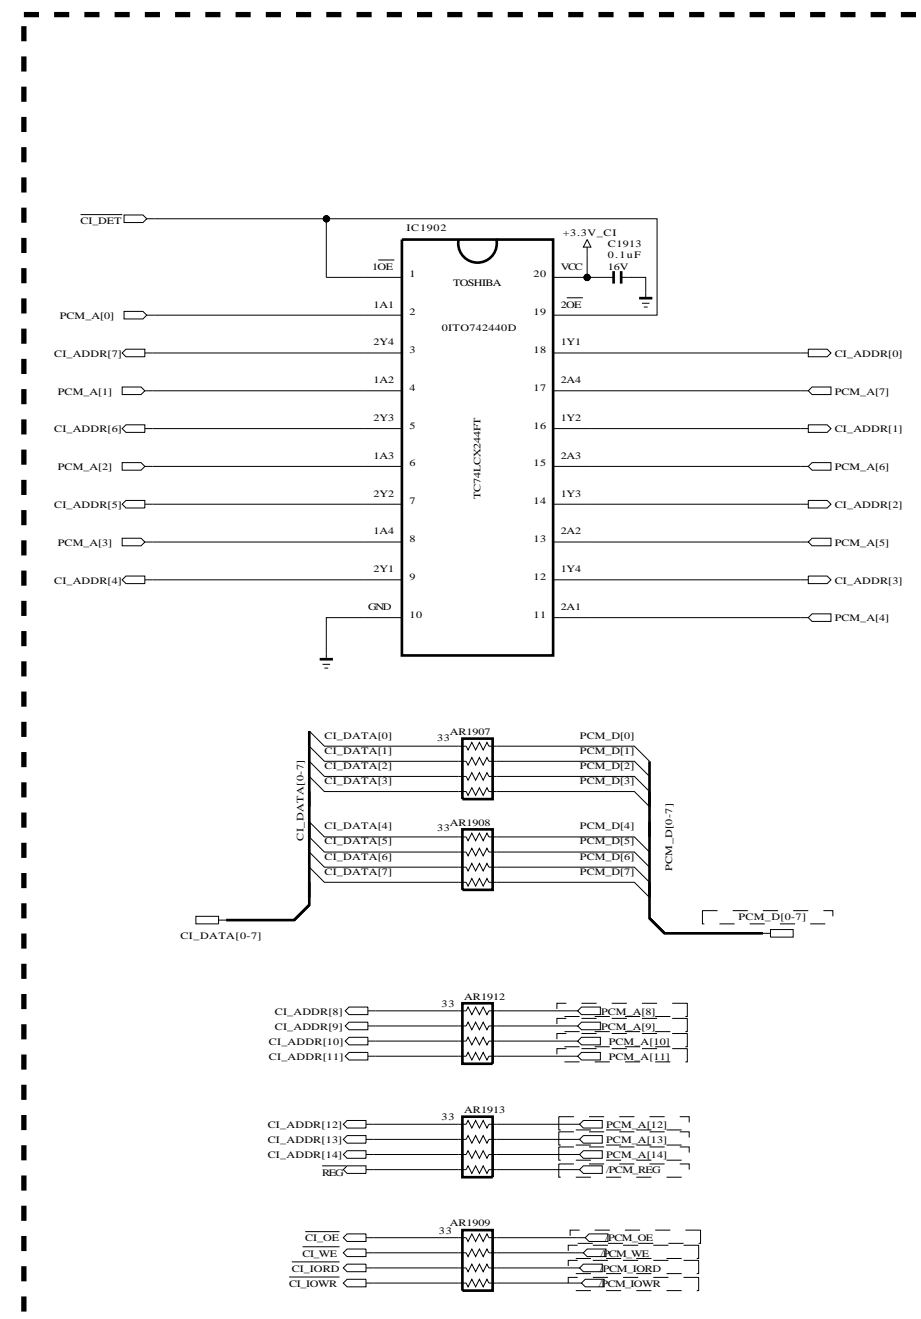 CI_DET
IC1902
+3.3V_CI
C1913
0.1uF
16V
1OE 1 TOSHIBA 20 VCC
PCM_A[0] 1A1 2 19 2OE
0ITO742440D
CI_ADDR[7] 2Y4 3 18 1Y1 CI_ADDR[0]
PCM_A[1] 1A2 4 17 2A4 PCM_A[7]
CI_ADDR[6] 2Y3 5 16 1Y2 CI_ADDR[1]
TC74LCX244FT
PCM_A[2] 1A3 6 15 2A3 PCM_A[6]
CI_ADDR[5] 2Y2 7 14 1Y3 CI_ADDR[2]
PCM_A[3] 1A4 8 13 2A2 PCM_A[5]
CI_ADDR[4] 2Y1 9 12 1Y4 CI_ADDR[3]
GND 10 11 2A1 PCM_A[4]
AR1907
CI_DATA[0] 33 PCM_D[0]
CI_DATA[1] PCM_D[1]
CI_DATA[2] PCM_D[2]
CI_DATA[3] PCM_D[3]
CI_DATA[0-7]
PCM_D[0-7]
AR1908
CI_DATA[4] 33 PCM_D[4]
CI_DATA[5] PCM_D[5]
CI_DATA[6] PCM_D[6]
CI_DATA[7] PCM_D[7]
PCM_D[0-7]
CI_DATA[0-7]
AR1912
33
CI_ADDR[8] PCM_A[8]
CI_ADDR[9] PCM_A[9]
CI_ADDR[10] PCM_A[10]
CI_ADDR[11] PCM_A[11]
AR1913
33
CI_ADDR[12] PCM_A[12]
CI_ADDR[13] PCM_A[13]
CI_ADDR[14] PCM_A[14]
REG /PCM_REG
AR1909
33
CI_OE /PCM_OE
CI_WE /PCM_WE
CI_IORD /PCM_IORD
CI_IOWR /PCM_IOWR